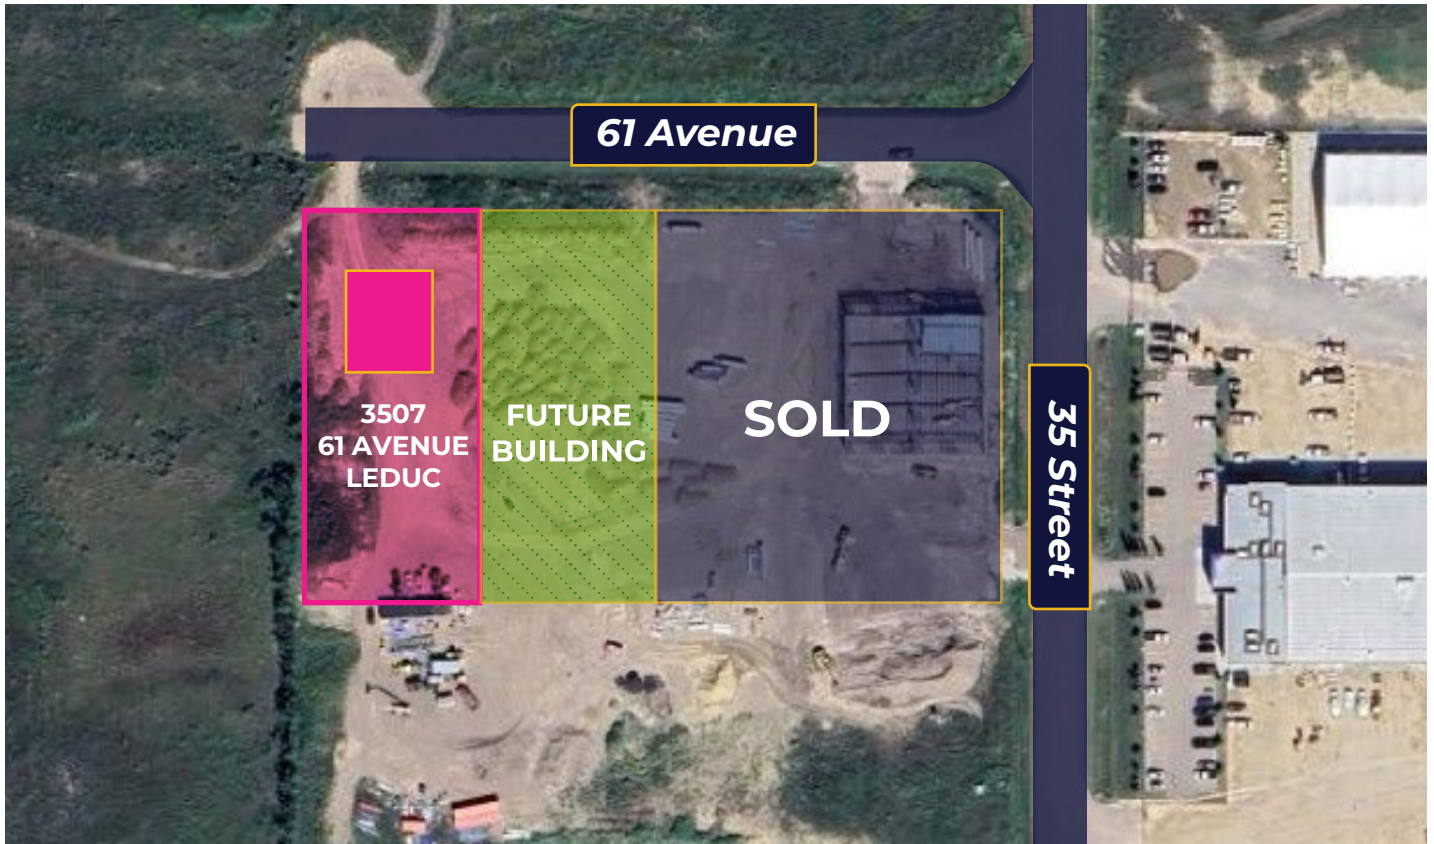 61 Avenue
3507
61 AVENUE
LEDUC
FUTURE
BUILDING
SOLD
35 Street